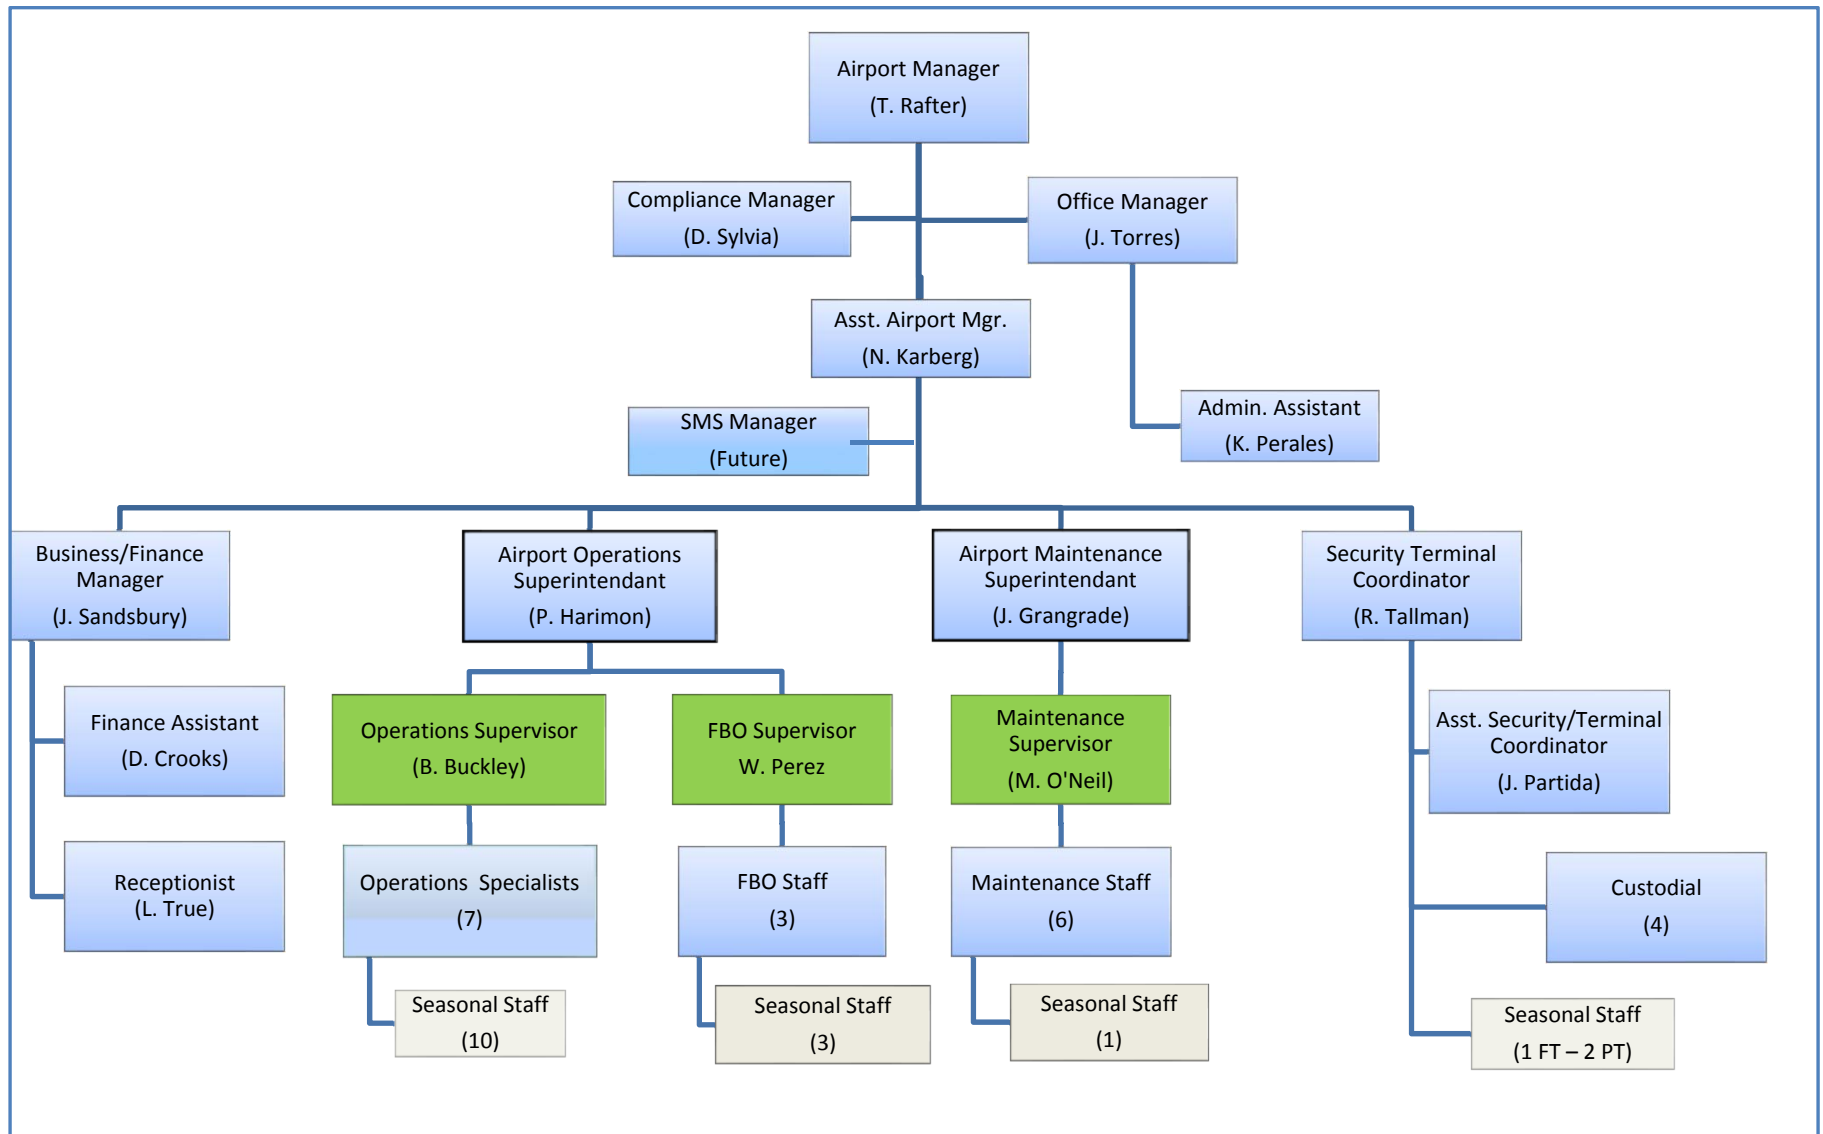 Airport Manager
(T. Rafter)
Compliance Manager
(D. Sylvia)
Office Manager
(J. Torres)
Asst. Airport Mgr.
(N. Karberg)
Admin. Assistant
(K. Perales)
SMS Manager
(Future)
Business/Finance
Manager
(J. Sandsbury)
Airport Operations
Superintendant
(P. Harimon)
Airport Maintenance
Superintendant
(J. Grangrade)
Security Terminal
Coordinator
(R. Tallman)
Finance Assistant
(D. Crooks)
Operations Supervisor
(B. Buckley)
FBO Supervisor
W. Perez
Maintenance
Supervisor
(M. O'Neil)
Asst. Security/Terminal
Coordinator
(J. Partida)
Receptionist
(L. True)
Operations  Specialists
(7)
FBO Staff
(3)
Maintenance Staff
(6)
Custodial
(4)
Seasonal Staff
(10)
Seasonal Staff
(3)
Seasonal Staff
(1)
Seasonal Staff
(1 FT – 2 PT)